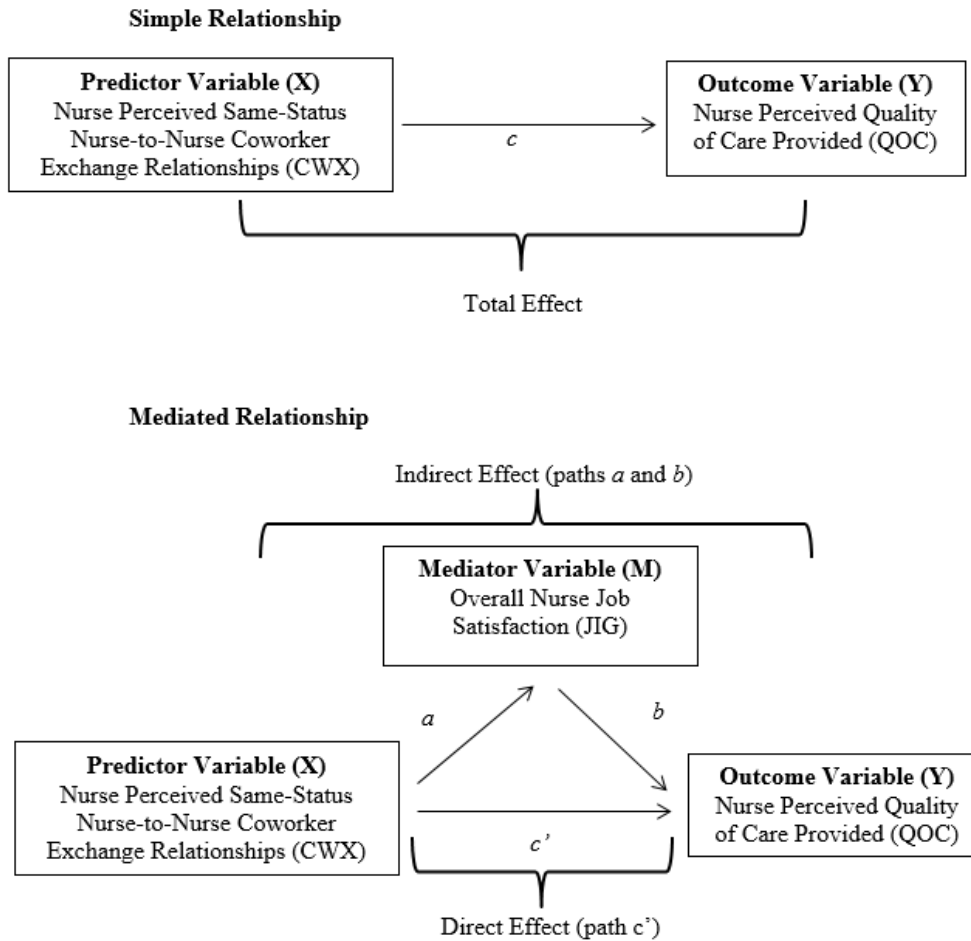 Simple Relationship
Predictor Variable (X)
Nurse Perceived Same-Status
Nurse-to-Nurse Coworker
Exchange Relationships (CWX)
c
Outcome Variable (Y)
Nurse Perceived Quality
of Care Provided (QOC)
Total Effect
Mediated Relationship
Indirect Effect (paths a and b)
Mediator Variable (M)
Overall Nurse Job
Satisfaction (JIG)
a
b
Predictor Variable (X)
Nurse Perceived Same-Status
Nurse-to-Nurse Coworker
Exchange Relationships (CWX)
c’
Outcome Variable (Y)
Nurse Perceived Quality
of Care Provided (QOC)
Direct Effect (path c’)